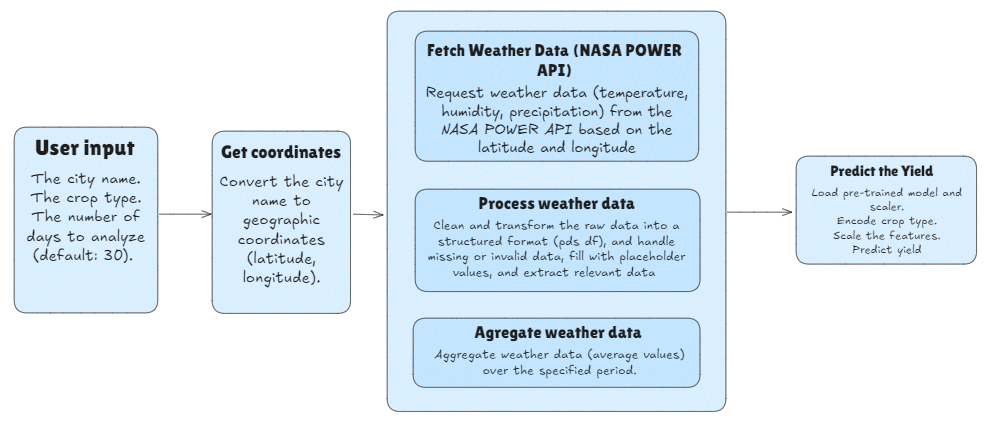 User input
The city name.
The crop type.
The number of
days to analyze
(default: 30).
Get coordinates
Convert the city
name to
geographic
coordinates
(latitude,
longitude).
Fetch Weather Data (NASA POWER
API)
Request weather data (temperature,
humidity, precipitation) from the
NASA POWER API based on the
latitude and longitude
Process weather data
Clean and transform the raw data into a
structured format (pds df), and handle
missing or invalid data, fill with placeholder
values, and extract relevant data
Agregate weather data
Aggregate weather data (average values)
over the specified period.
Predict the Yield
Load pre-trained model and
scaler.
Encode crop type.
Scale the features.
Predict yield